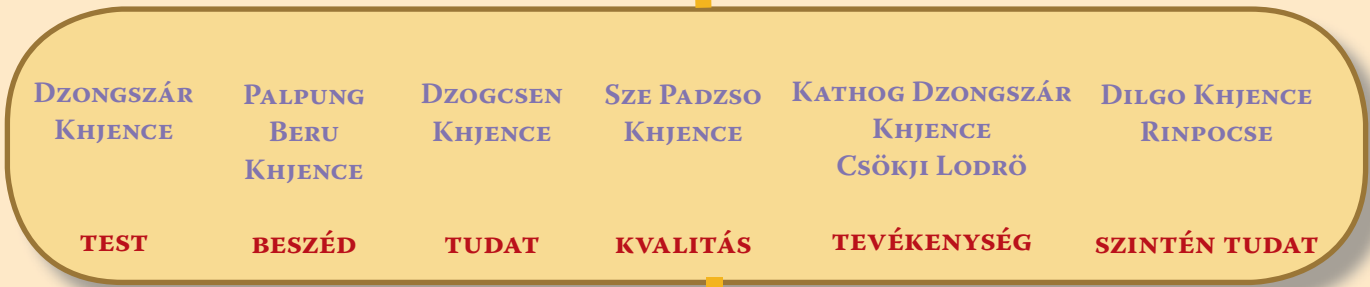 Dzongszár
Khjence
Palpung
Beru
Khjence
Dzogcsen
Khjence
Sze Padzso
Khjence
Kathog Dzongszár
Khjence
Csökji Lodrö
Dilgo Khjence
Rinpocse
test
beszéd
tudat
kvalitás
tevékenység
szintén tudat